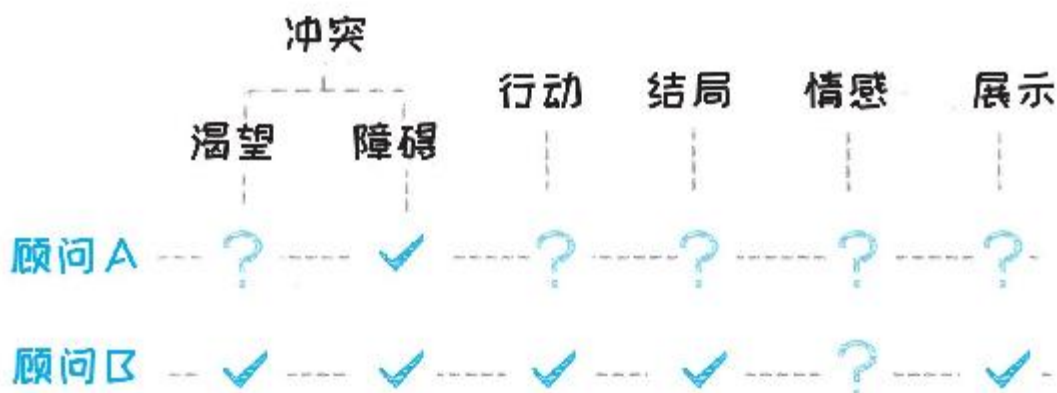 冲突
行动 结局 情感 展示
渴望 障碍
顾问A ? ✓ ? ? ? ?
顾问B ✓ ✓ ✓ ✓ ? ✓